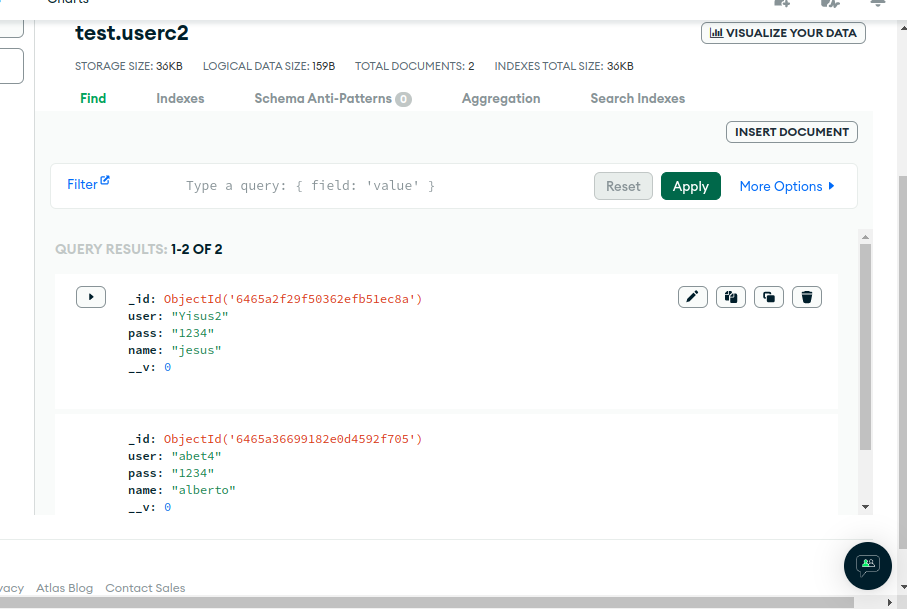 Charts
test.userc2
VISUALIZE YOUR DATA
STORAGE SIZE: 36KB LOGICAL DATA SIZE: 159B TOTAL DOCUMENTS: 2 INDEXES TOTAL SIZE: 36KB
Find Indexes Schema Anti-Patterns 0 Aggregation Search Indexes
INSERT DOCUMENT
Filter Type a query: { field: 'value' } Reset Apply More Options
QUERY RESULTS: 1-2 OF 2
_id: ObjectId('6465a2f29f50362efb51ec8a')
user: "Yisus2"
pass: "1234"
name: "jesus"
__v: 0
_id: ObjectId('6465a36699182e0d4592f705')
user: "abet4"
pass: "1234"
name: "alberto"
__v: 0
vacy Atlas Blog Contact Sales